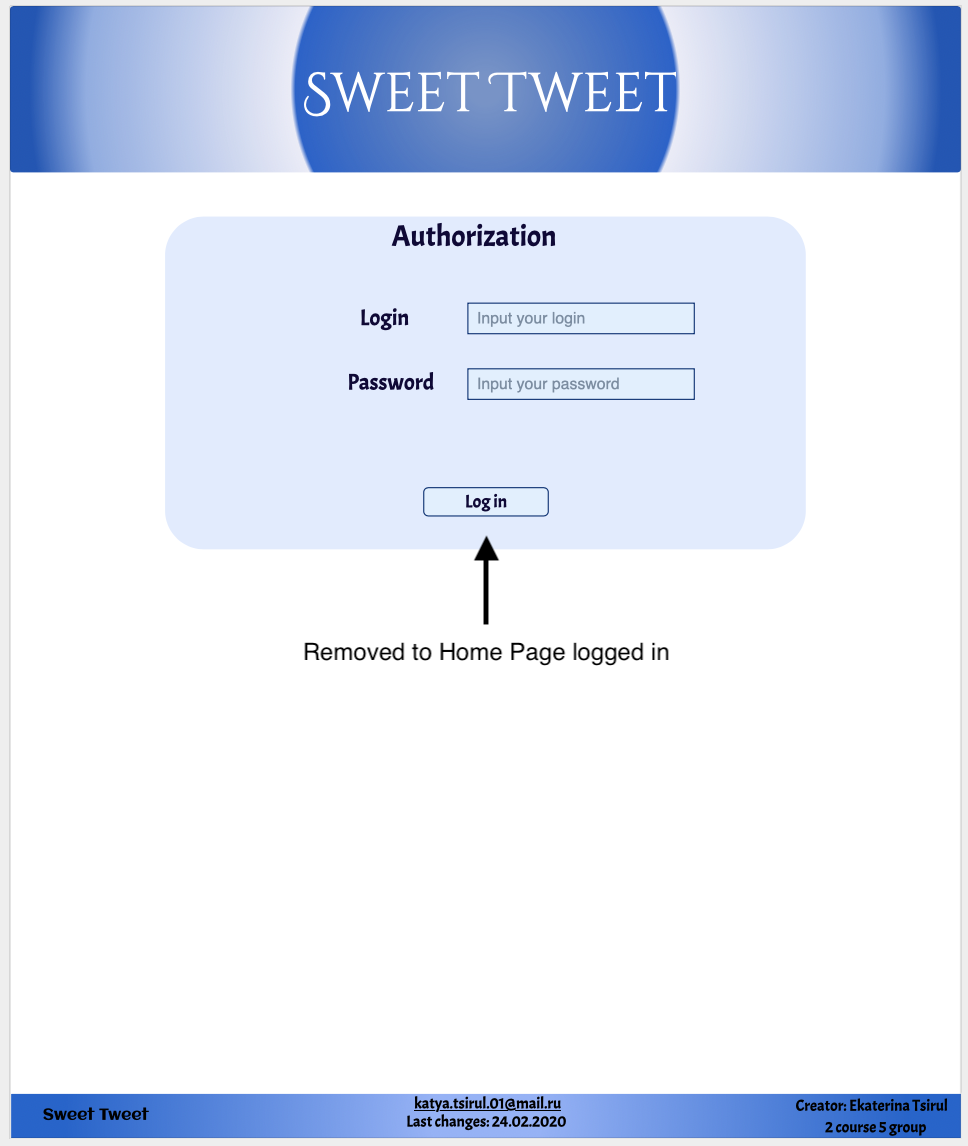 Sweet Tweet
Authorization
Login
Input your login
Password
Input your password
Log in
Removed to Home Page logged in
Sweet Tweet
katya.tsirul.01@mail.ru
Last changes: 24.02.2020
Creator: Ekaterina Tsirul
2 course 5 group